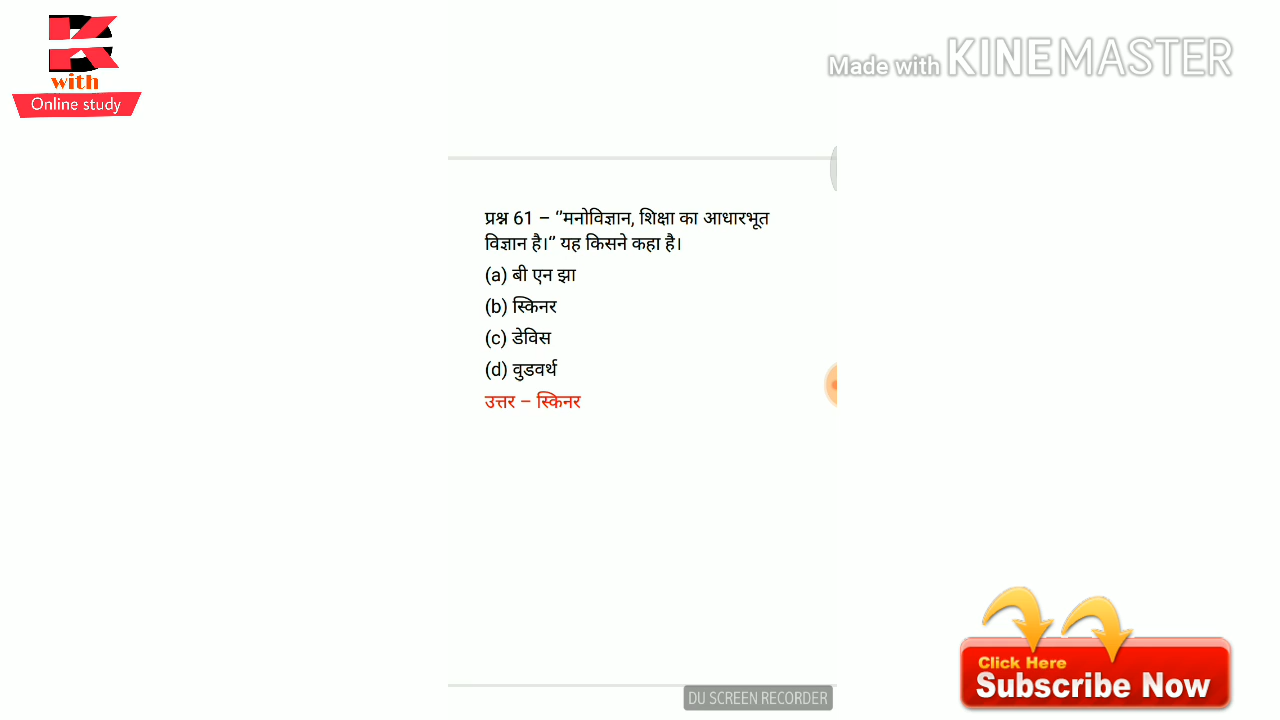 K
with
Online study
Made with KINEMASTER
प्रश्न 61 – ‘’मनोविज्ञान, शिक्षा का आधारभूत
विज्ञान है।‘’ यह किसने कहा है।
(a) बी एन झा
(b) स्किनर
(c) डेविस
(d) वुडवर्थ
उत्तर – स्किनर
DU SCREEN RECORDER
Click Here
Subscribe Now